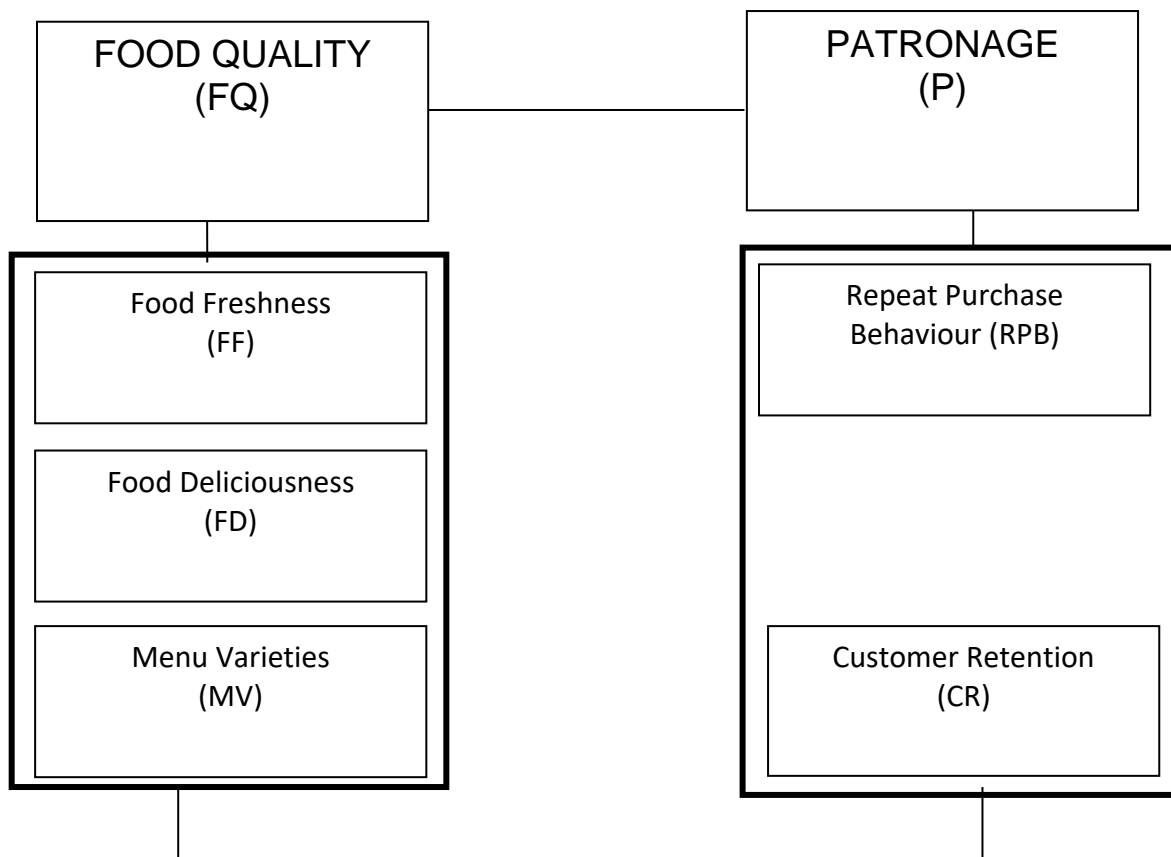 FOOD QUALITY
(FQ)
PATRONAGE
(P)
Food Freshness
(FF)
Food Deliciousness
(FD)
Menu Varieties
(MV)
Repeat Purchase
Behaviour (RPB)
Customer Retention
(CR)